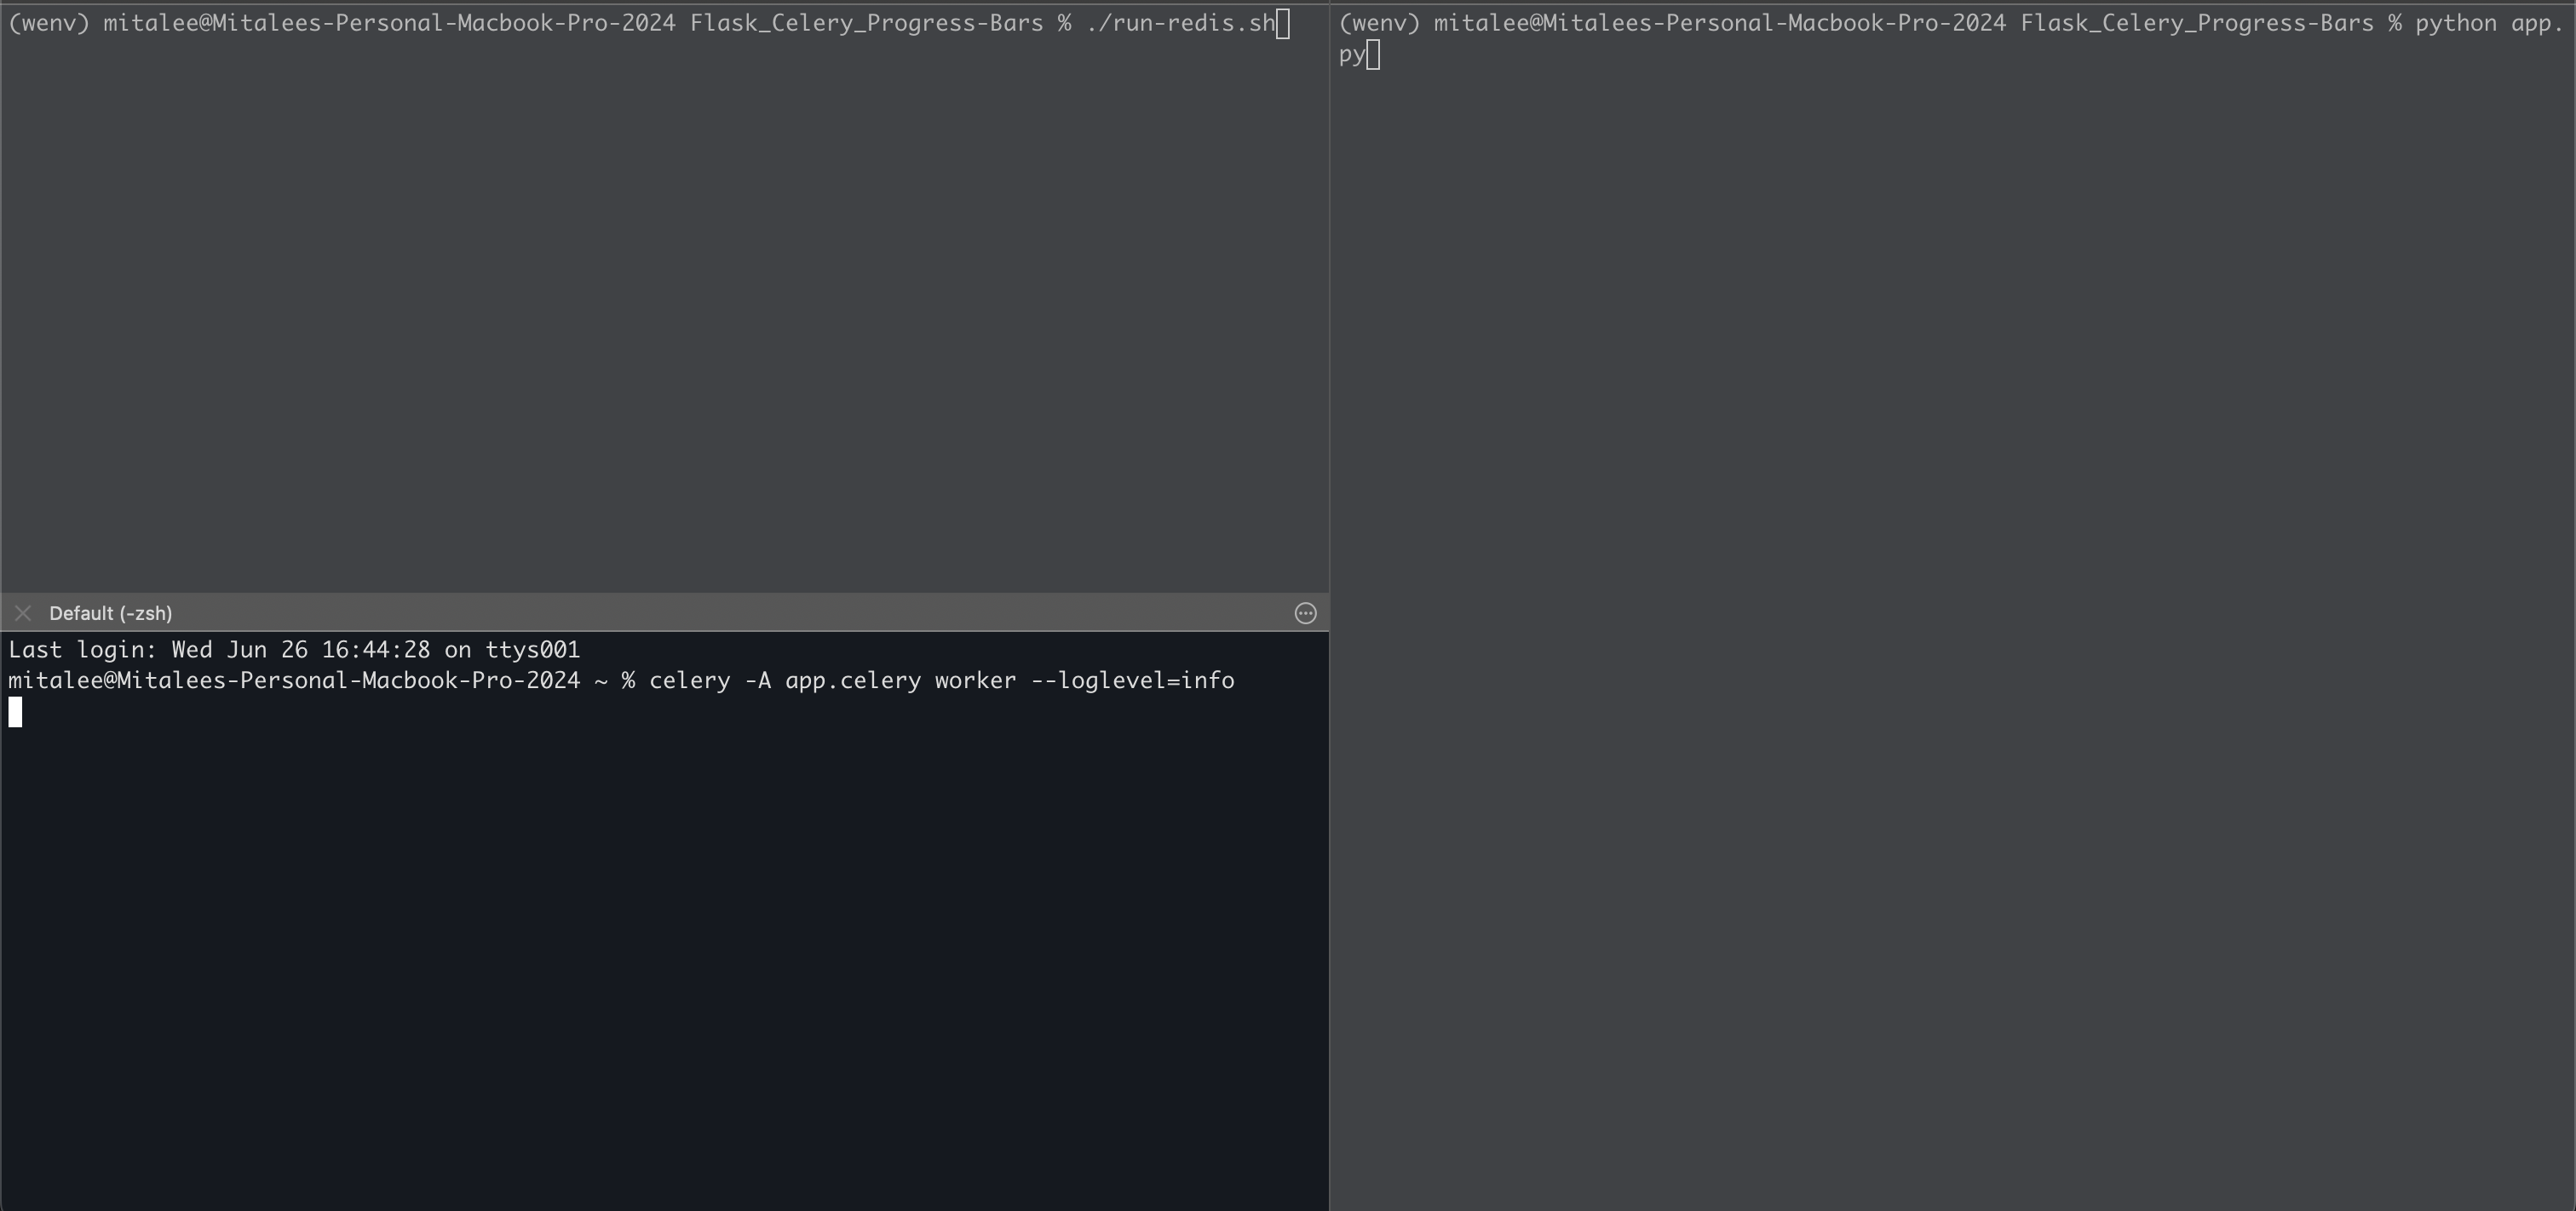 (wenv) mitalee@Mitalees-Personal-Macbook-Pro-2024 Flask_Celery_Progress-Bars % ./run-redis.sh
Default (-zsh)
Last login: Wed Jun 26 16:44:28 on ttys001
mitalee@Mitalees-Personal-Macbook-Pro-2024 ~ % celery -A app.celery worker --loglevel=info
(wenv) mitalee@Mitalees-Personal-Macbook-Pro-2024 Flask_Celery_Progress-Bars % python app.
py